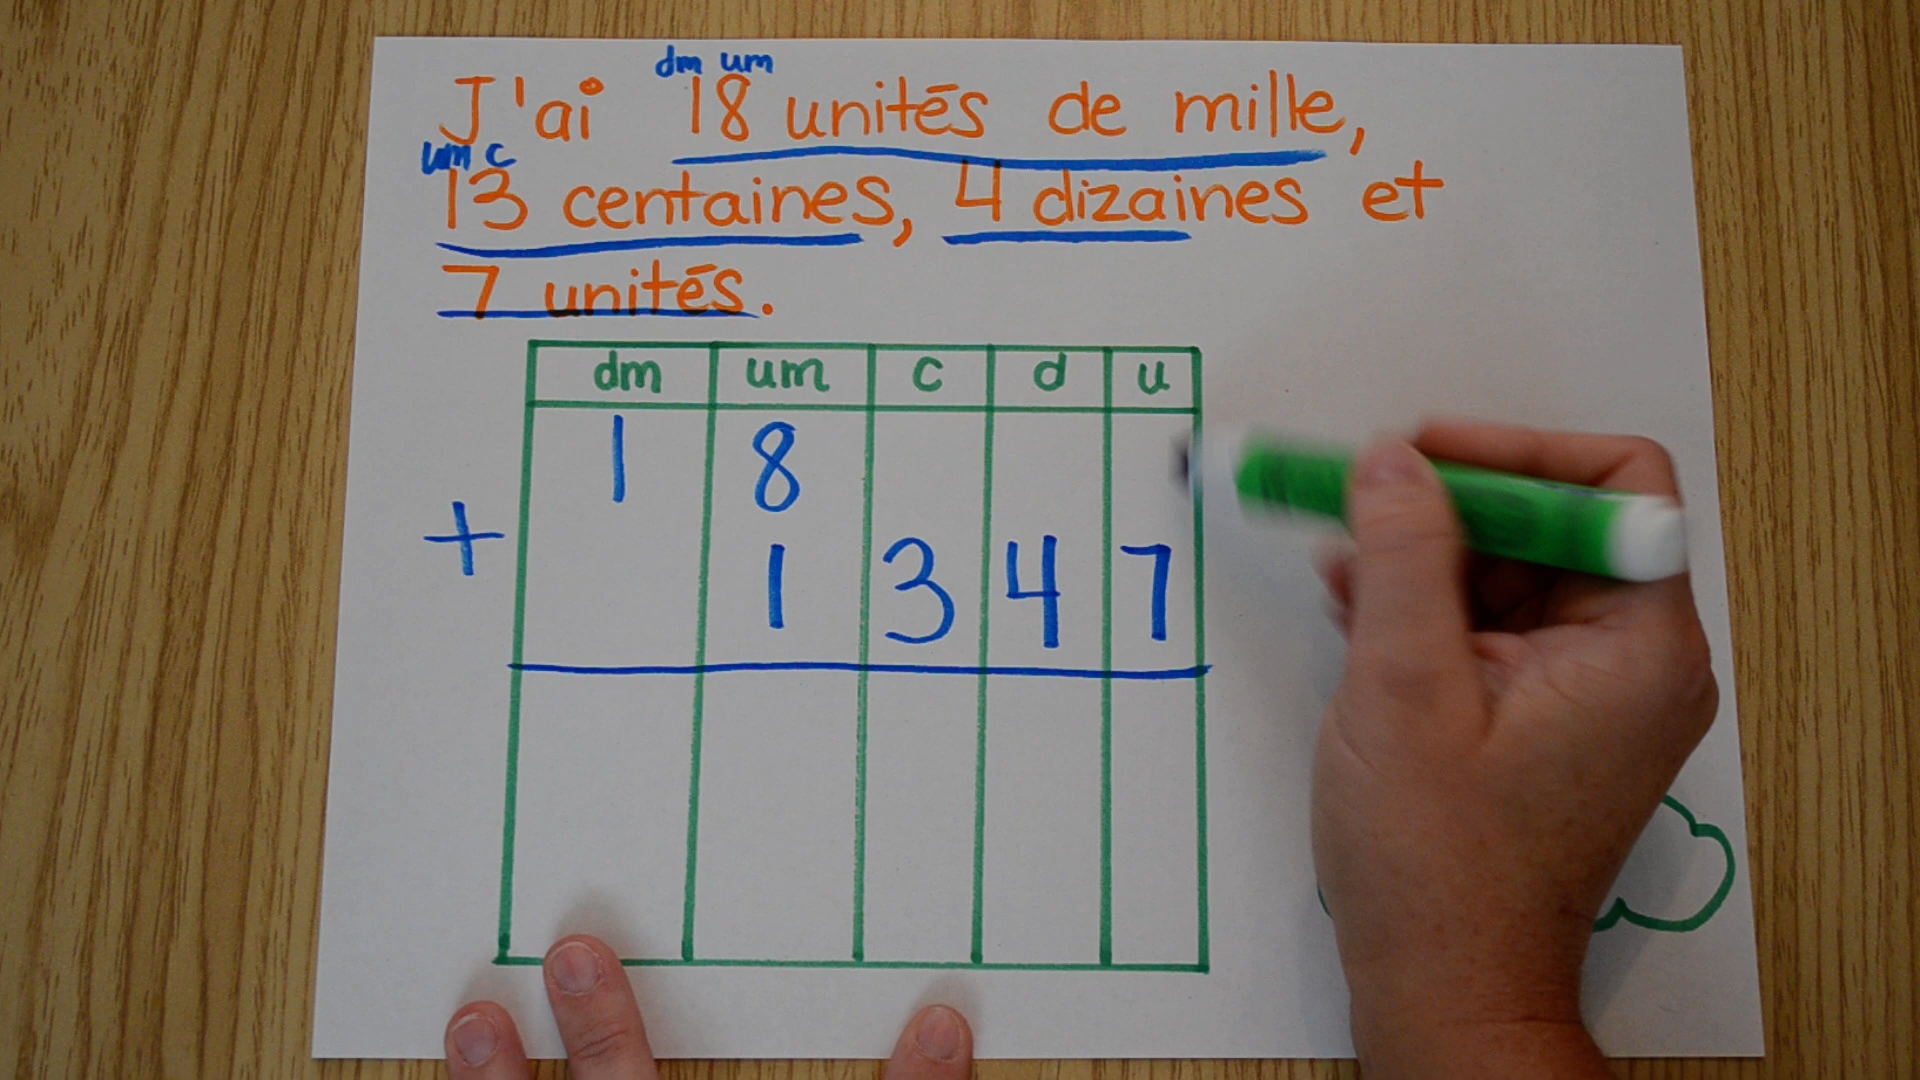 dm um
J'ai 18 unités de mille,
um c
13 centaines, 4 dizaines et
7 unités.
dm um c d u
1 8
+ 1 3 4 7